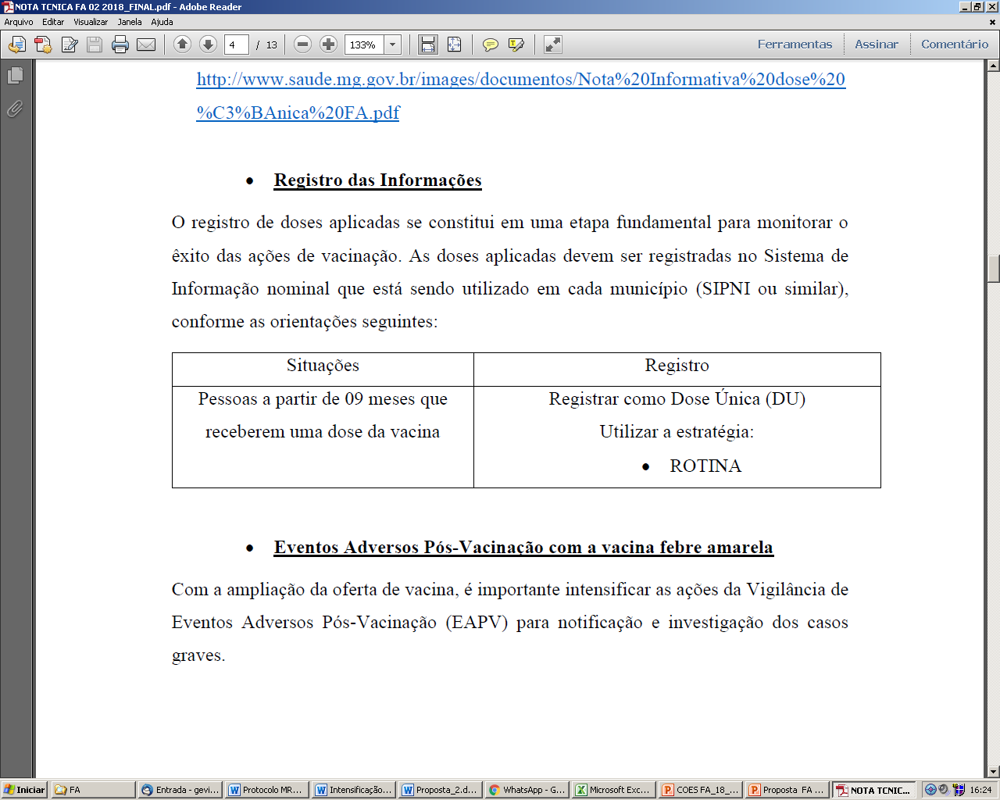 NOTA TCNICA FA 02 2018_FINAL.pdf - Adobe Reader
Arquivo Editar Visualizar Janela Ajuda
4 / 13 133% Ferramentas Assinar Comentário
http://www.saude.mg.gov.br/images/documentos/Nota%20Informativa%20dose%20
%C3%BAnica%20FA.pdf
• Registro das Informações
O registro de doses aplicadas se constitui em uma etapa fundamental para monitorar o
êxito das ações de vacinação. As doses aplicadas devem ser registradas no Sistema de
Informação nominal que está sendo utilizado em cada município (SIPNI ou similar),
conforme as orientações seguintes:
Situações Registro
Pessoas a partir de 09 meses que
receberem uma dose da vacina
Registrar como Dose Única (DU)
Utilizar a estratégia:
• ROTINA
• Eventos Adversos Pós-Vacinação com a vacina febre amarela
Com a ampliação da oferta de vacina, é importante intensificar as ações da Vigilância de
Eventos Adversos Pós-Vacinação (EAPV) para notificação e investigação dos casos
graves.
Iniciar FA Entrada - gevi... Protocolo MR... Intensificação... Proposta_2.d... WhatsApp - G... Microsoft Exc... COES FA_18_... Proposta FA ... NOTA TCNIC... 16:24